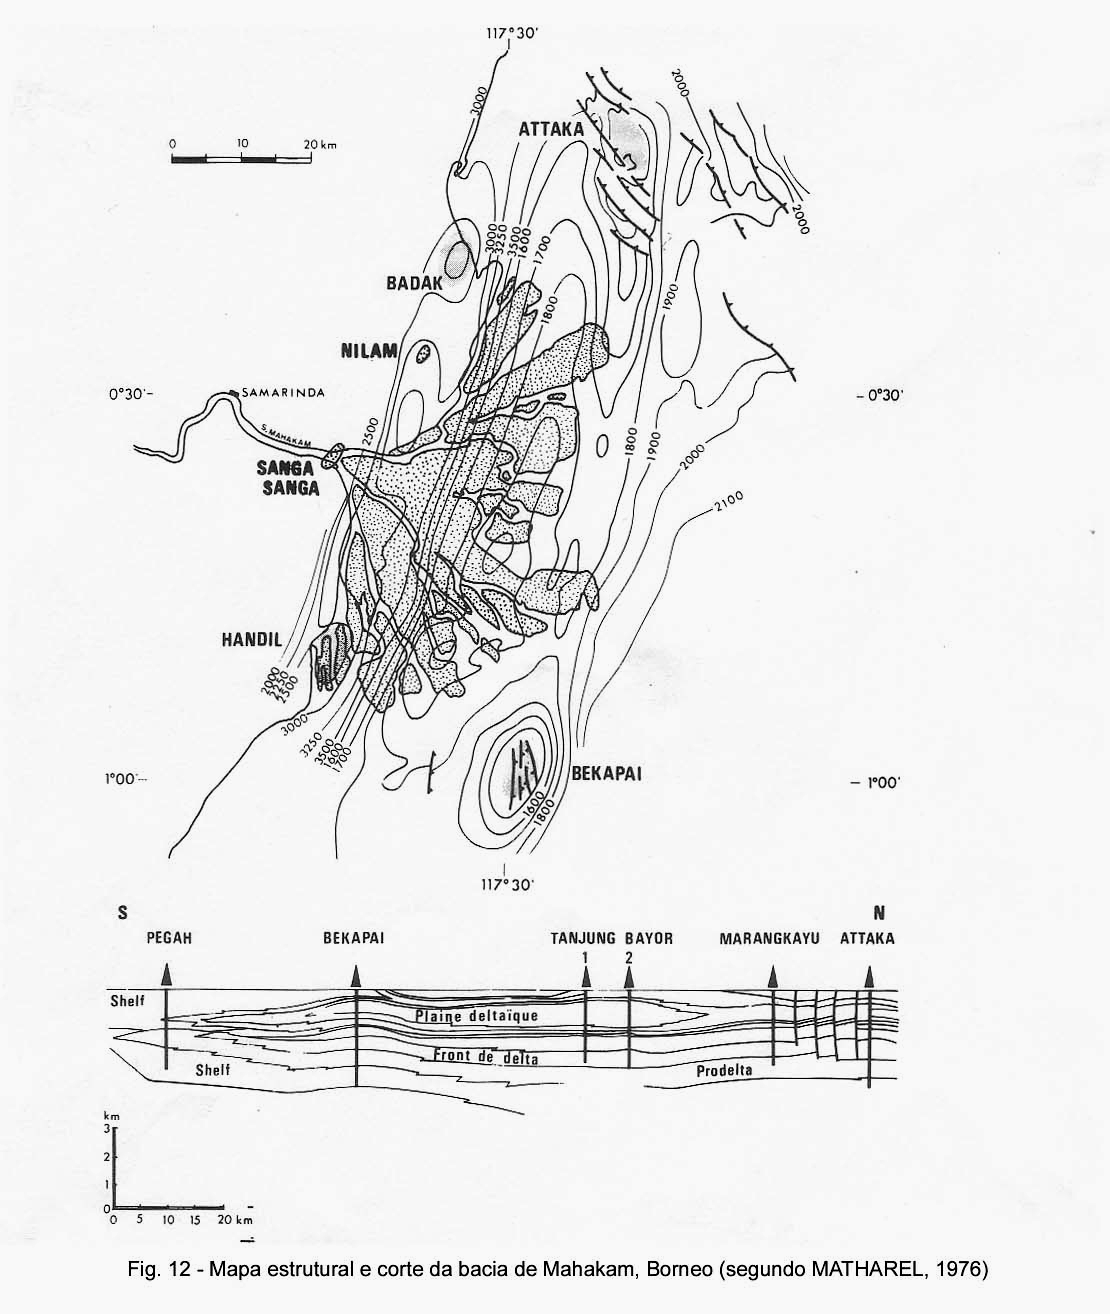 117°30'
3000
2000
ATTAKA
0 10 20 km
2000
3000
3250
3500
1600
1700
BADAK
1900
1800
NILAM
0°30'-
SAMARINDA
- 0°30'
S. MAHAKAM
2500
SANGA
SANGA
1800
1900
2000
2100
HANDIL
2000
2250
2500
3000
3250
3500
1600
1700
1°00'-
BEKAPAI
- 1°00'
1600
1800
117°30'
S
N
PEGAH
BEKAPAI
TANJUNG BAYOR
MARANGKAYU
ATTAKA
1 2
Shelf
Plaine deltaïque
Front de delta
Shelf
Prodelta
km
3
2
1
0
0 5 10 15 20 km
Fig. 12 - Mapa estrutural e corte da bacia de Mahakam, Borneo (segundo MATHAREL, 1976)